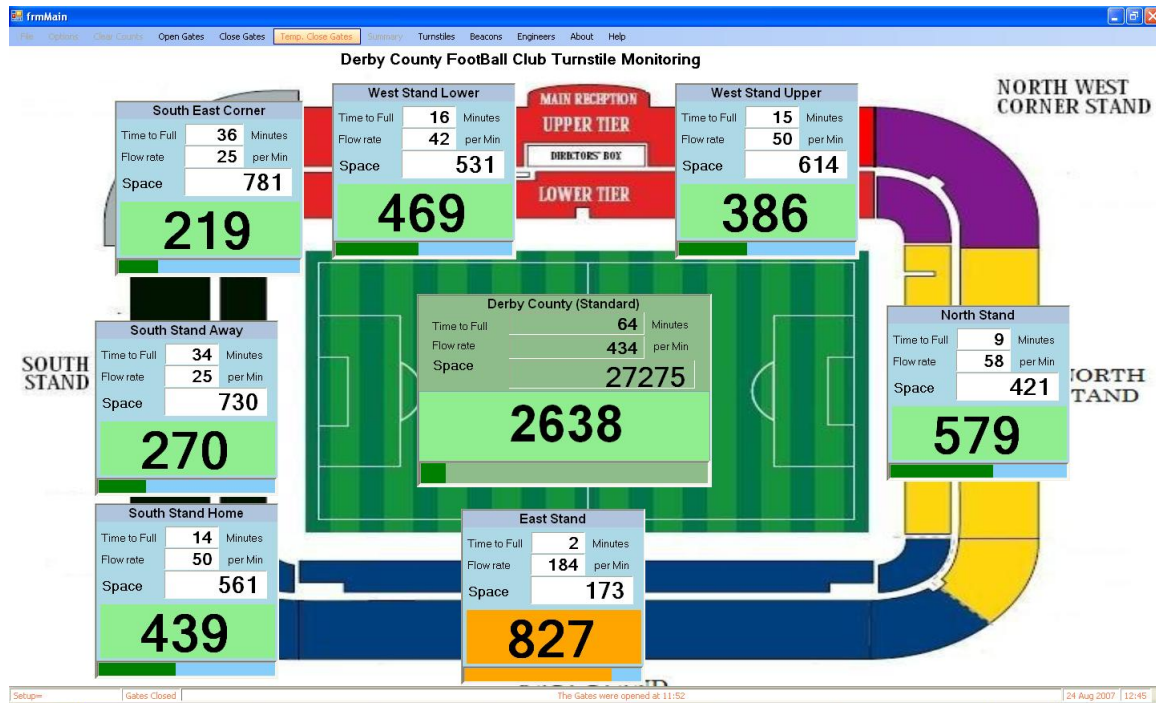 frmMain
File Options Clear Counts Open Gates Close Gates Temp. Close Gates Summary Turnstiles Beacons Engineers About Help
Derby County FootBall Club Turnstile Monitoring
South East Corner
Time to Full 36 Minutes
Flow rate 25 per Min
Space 781
219
West Stand Lower
Time to Full 16 Minutes
Flow rate 42 per Min
Space 531
469
MAIN RECEPTION
UPPER TIER
DIRECTORS' BOX
LOWER TIER
West Stand Upper
Time to Full 15 Minutes
Flow rate 50 per Min
Space 614
386
NORTH WEST
CORNER STAND
SOUTH
STAND
South Stand Away
Time to Full 34 Minutes
Flow rate 25 per Min
Space 730
270
Derby County (Standard)
Time to Full 64 Minutes
Flow rate 434 per Min
Space 27275
2638
North Stand
Time to Full 9 Minutes
Flow rate 58 per Min
Space 421
579
South Stand Home
Time to Full 14 Minutes
Flow rate 50 per Min
Space 561
439
East Stand
Time to Full 2 Minutes
Flow rate 184 per Min
Space 173
827
Setup= Gates Closed The Gates were opened at 11:52 24 Aug 2007 12:45